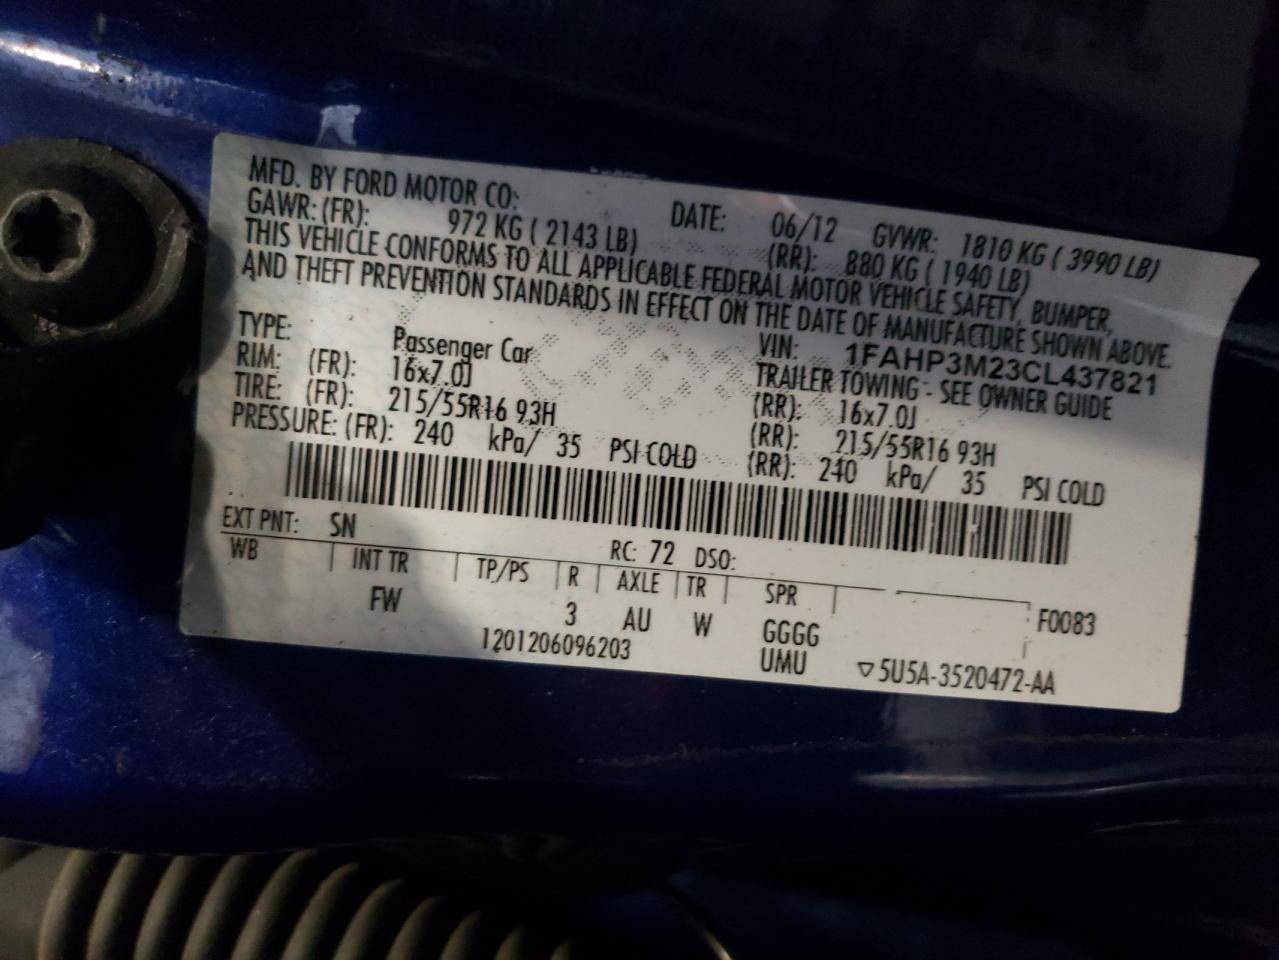 MFD. BY FORD MOTOR CO:
DATE: 06/12 GVWR: 1810 KG ( 3990 LB)
GAWR: (FR): 972 KG ( 2143 LB) (RR): 880 KG ( 1940 LB)
THIS VEHICLE CONFORMS TO ALL APPLICABLE FEDERAL MOTOR VEHICLE SAFETY, BUMPER,
AND THEFT PREVENTION STANDARDS IN EFFECT ON THE DATE OF MANUFACTURE SHOWN ABOVE.
VIN: 1FAHP3M23CL437821
TYPE: Passenger Car TRAILER TOWING - SEE OWNER GUIDE
RIM: (FR): 16x7.0J (RR): 16x7.0J
TIRE: (FR): 215/55R16 93H (RR): 215/55R16 93H
PRESSURE: (FR): 240 kPa/ 35 PSI COLD (RR): 240 kPa/ 35 PSI COLD
EXT PNT: SN RC: 72 DSO:
WB INT TR TP/PS R AXLE TR SPR
FW 3 AU W GGGG F0083
1201206096203 UMU ▽5U5A-3520472-AA